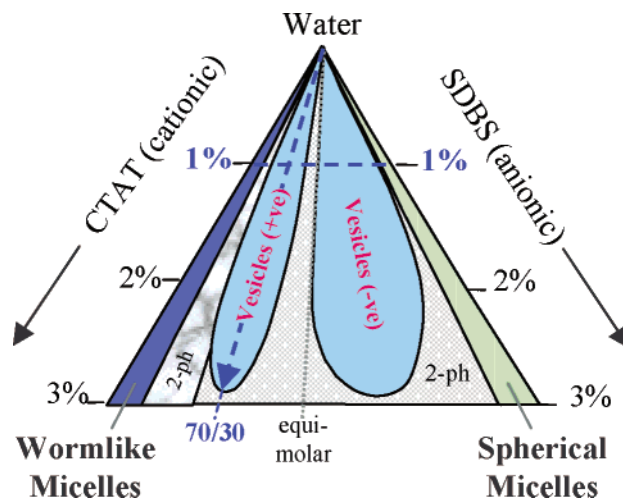 Water
CTAT (cationic)
SDBS (anionic)
1%
1%
Vesicles (+ve)
Vesicles (-ve)
2%
2%
2-ph
2-ph
3%
3%
70/30
equi-
molar
Wormlike
Micelles
Spherical
Micelles